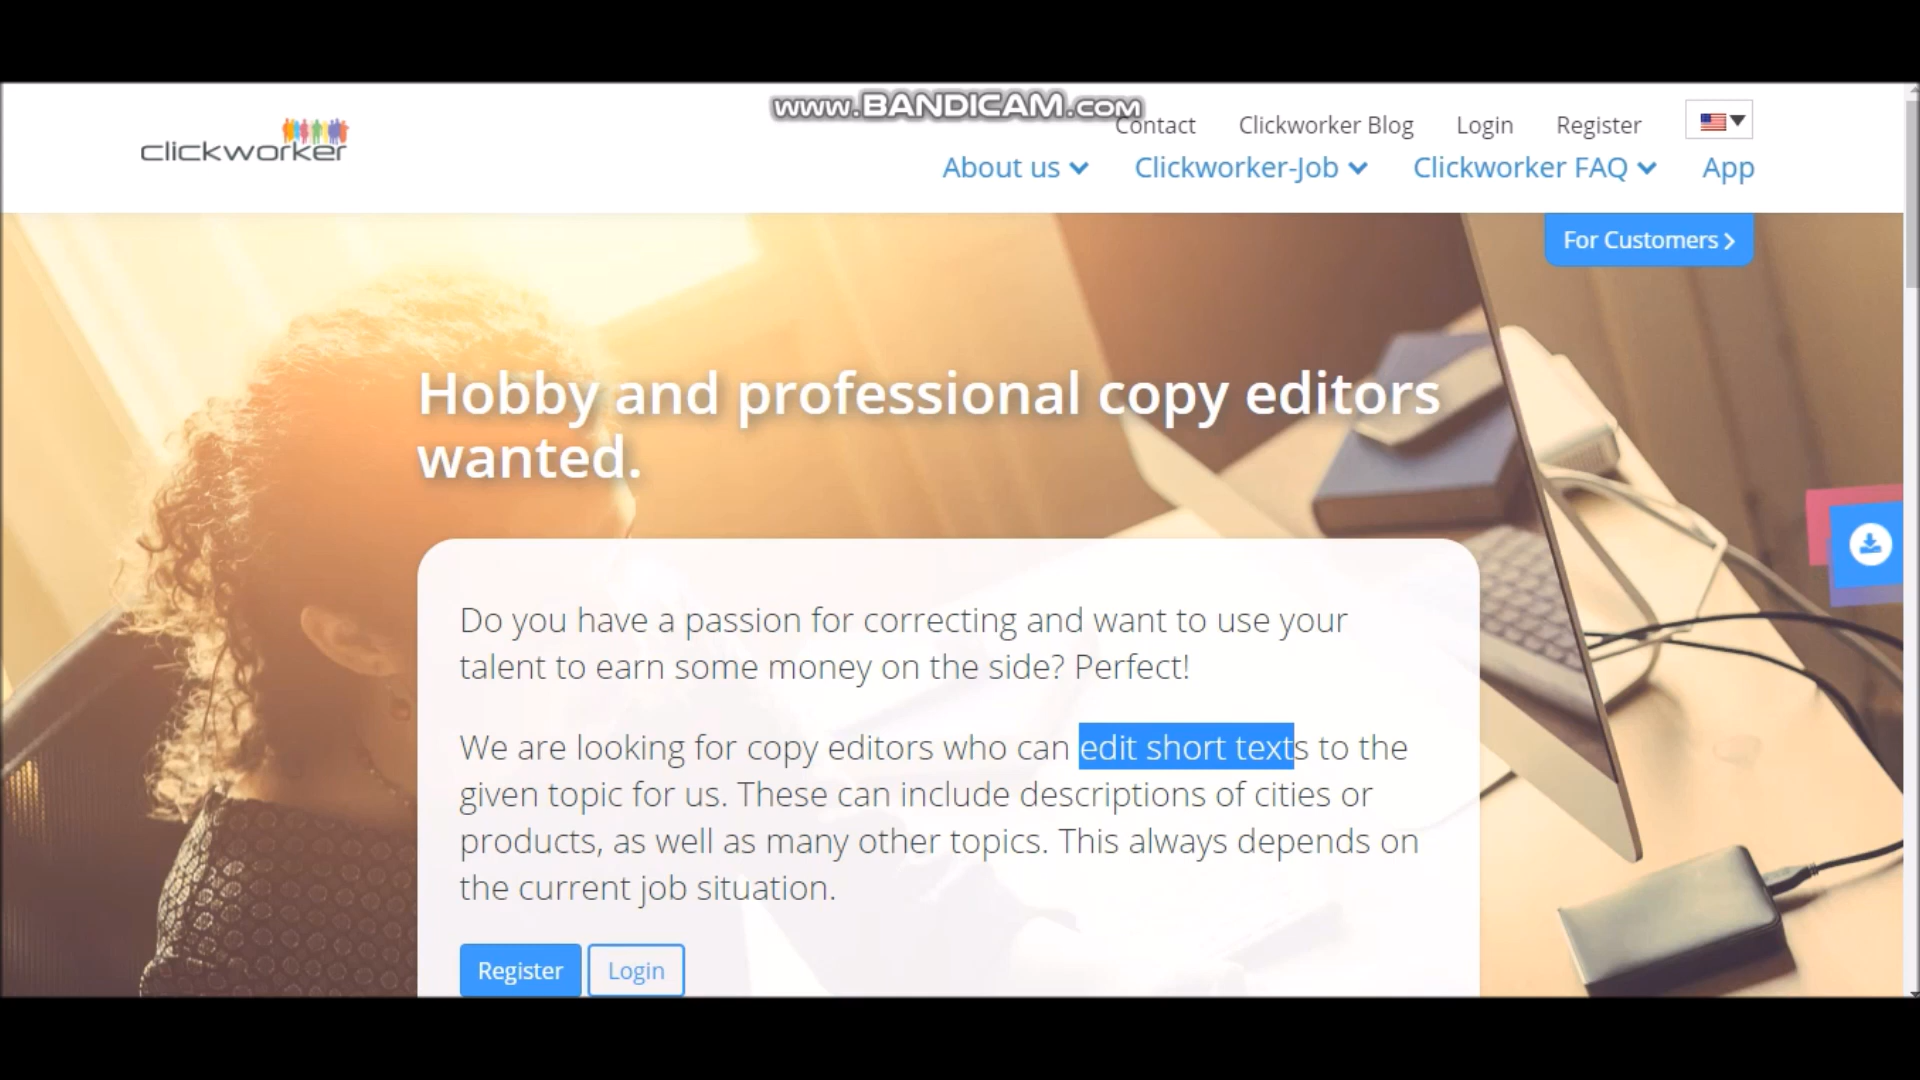 www.BANDICAM.com
clickworker
Contact Clickworker Blog Login Register
About us Clickworker-Job Clickworker FAQ App
For Customers
Hobby and professional copy editors
wanted.
Do you have a passion for correcting and want to use your
talent to earn some money on the side? Perfect!
We are looking for copy editors who can edit short texts to the
given topic for us. These can include descriptions of cities or
products, as well as many other topics. This always depends on
the current job situation.
Register Login